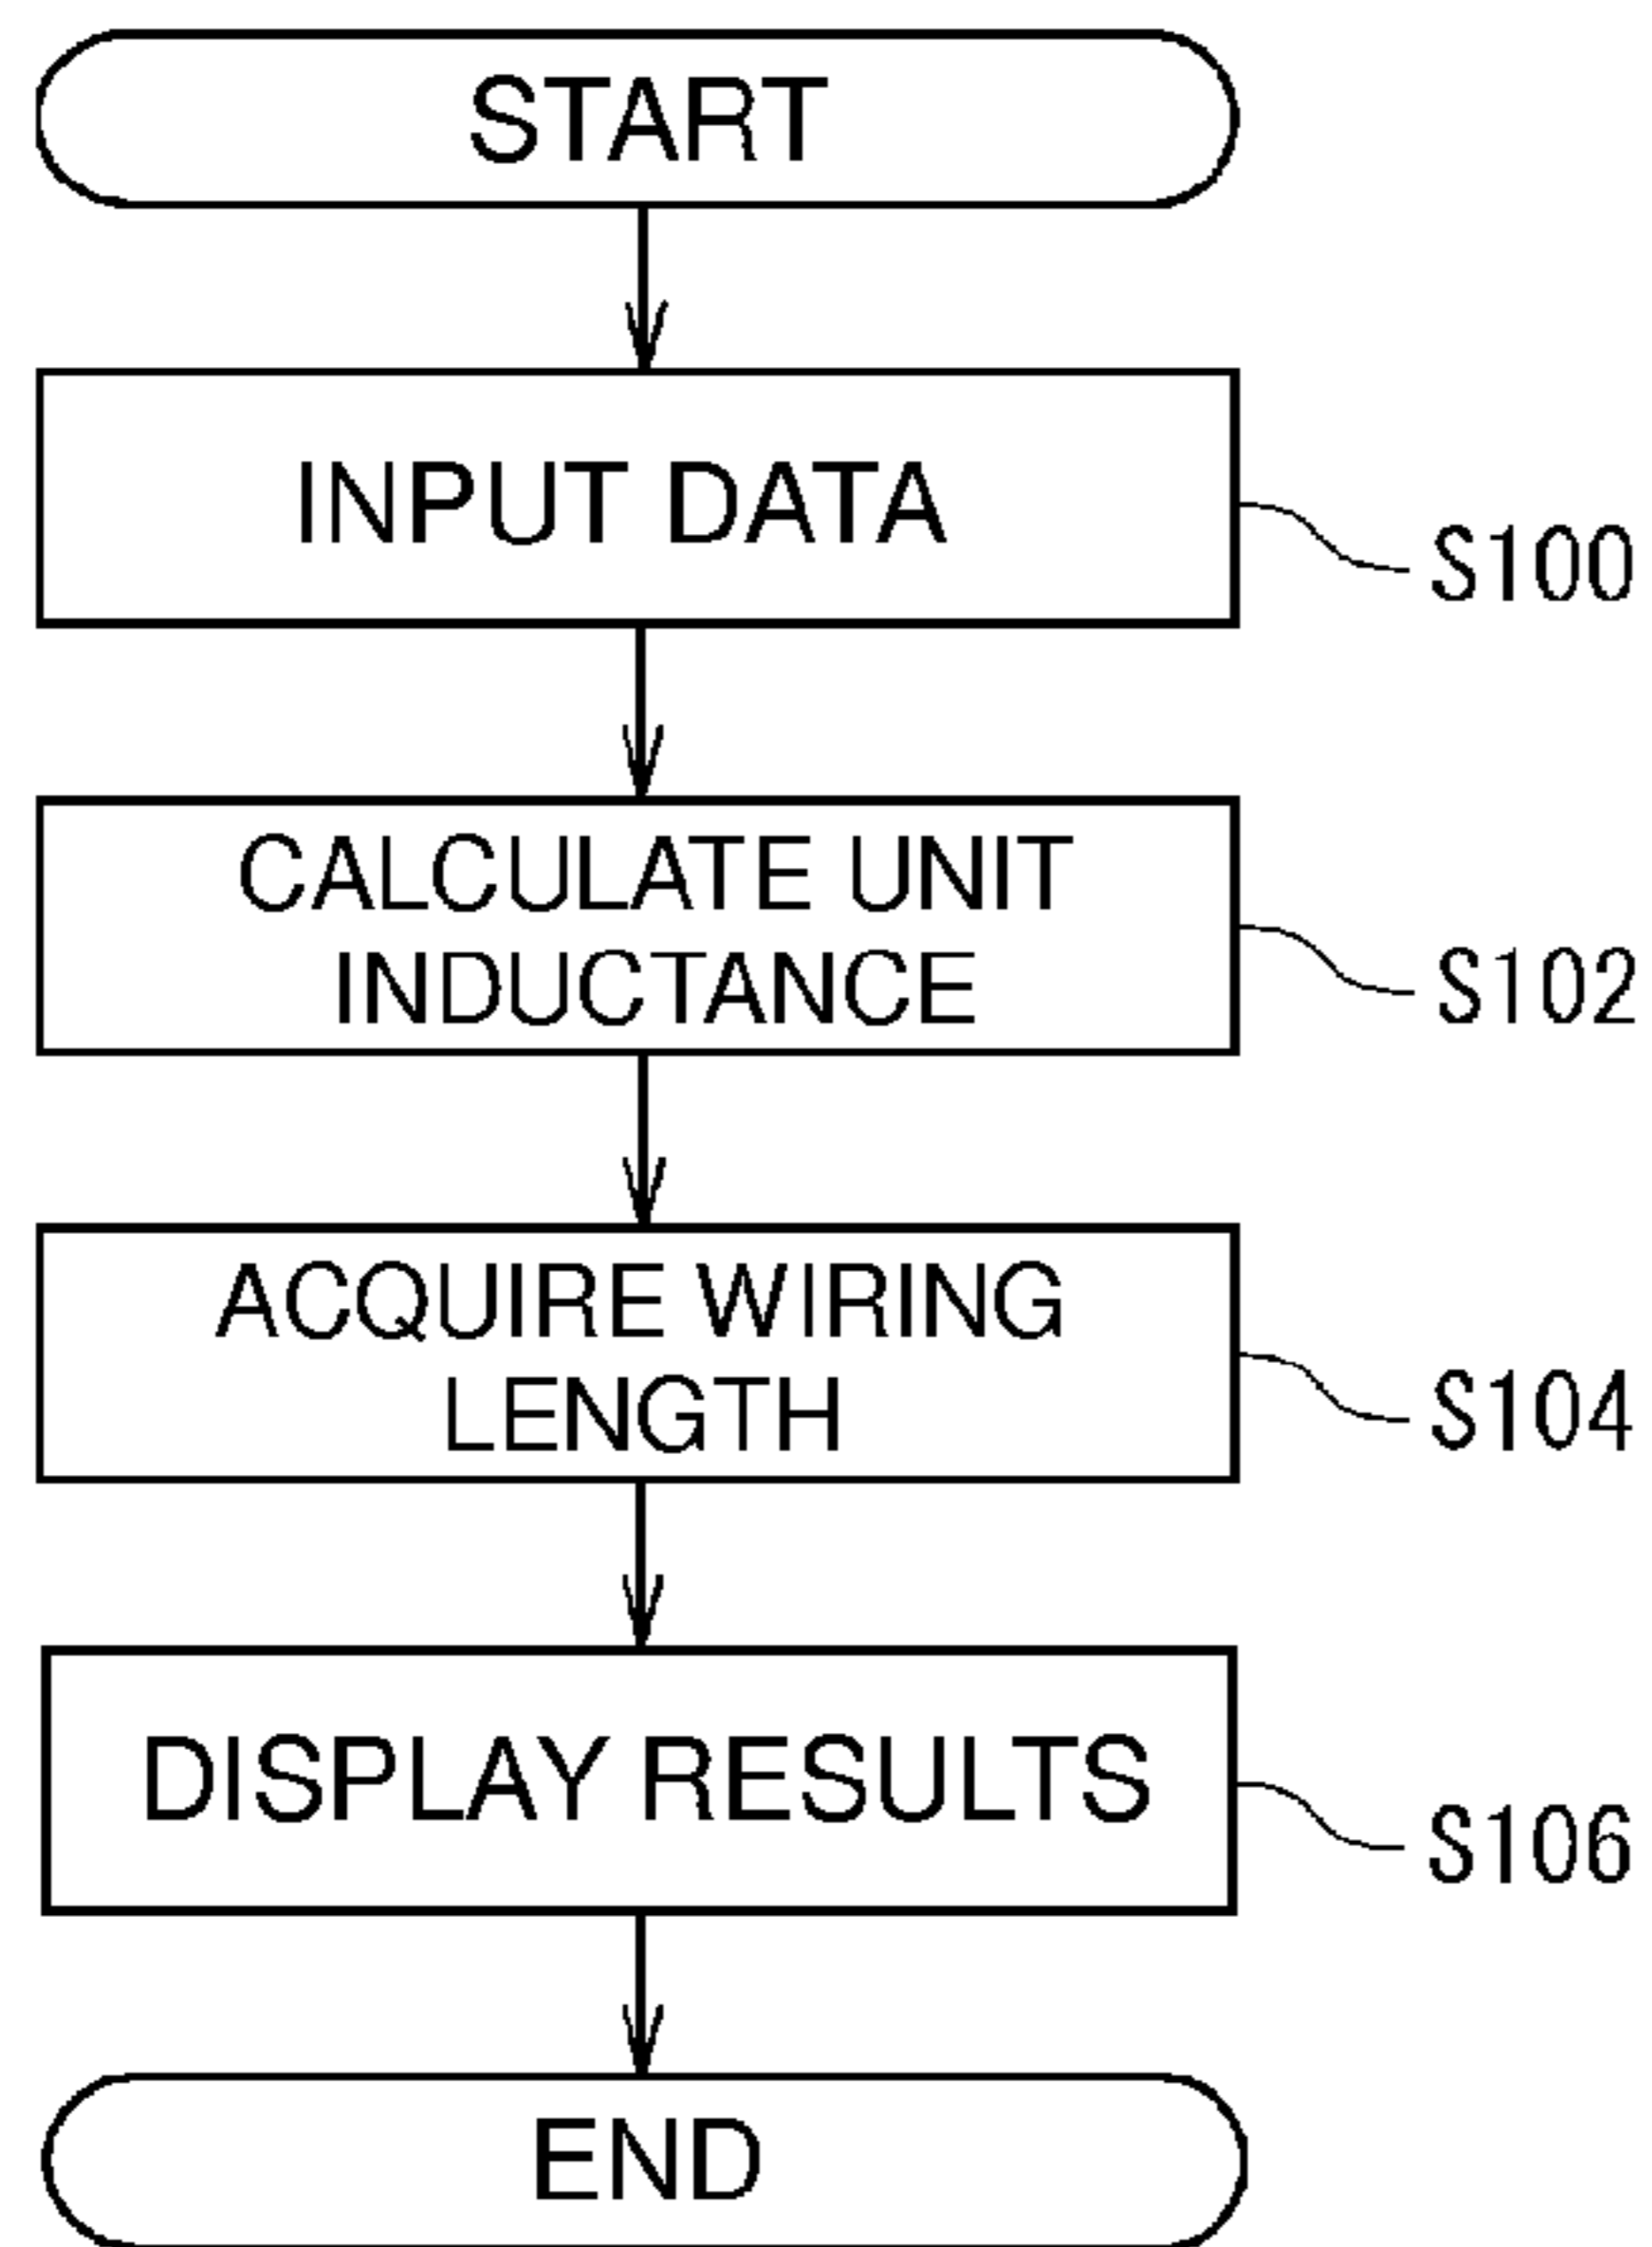 START
INPUT DATA
S100
CALCULATE UNIT
INDUCTANCE
S102
ACQUIRE WIRING
LENGTH
S104
DISPLAY RESULTS
S106
END